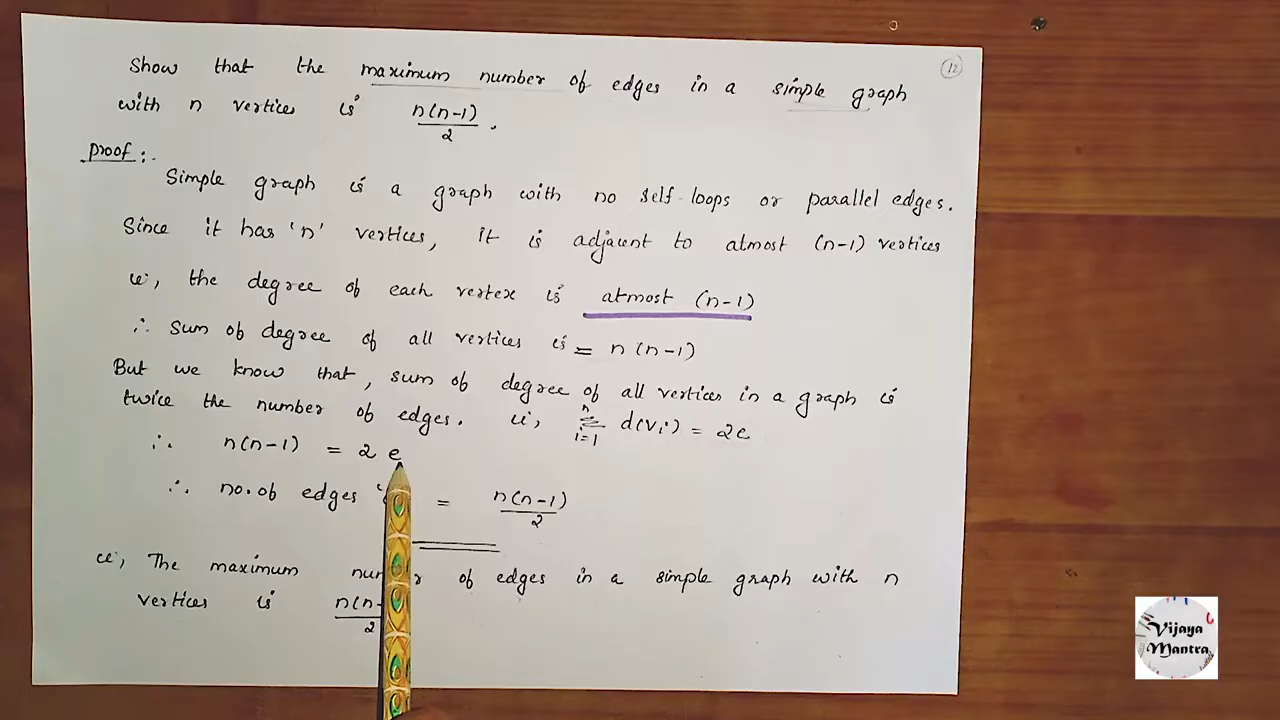 12
Show that the maximum number of edges in a simple graph
with n vertices is n(n-1)/2 .
Proof :-
Simple graph is a graph with no self-loops or parallel edges.
Since it has 'n' vertices, it is adjacent to atmost (n-1) vertices
ie, the degree of each vertex is atmost (n-1)
∴ Sum of degree of all vertices is = n(n-1)
But we know that, sum of degree of all vertices in a graph is
twice the number of edges. ie, n Σ i=1 d(vi) = 2e
∴ n(n-1) = 2 e
∴ no. of edges = n(n-1)/2
ie, The maximum of edges in a simple graph with n
vertices is
Vijaya
Mantra